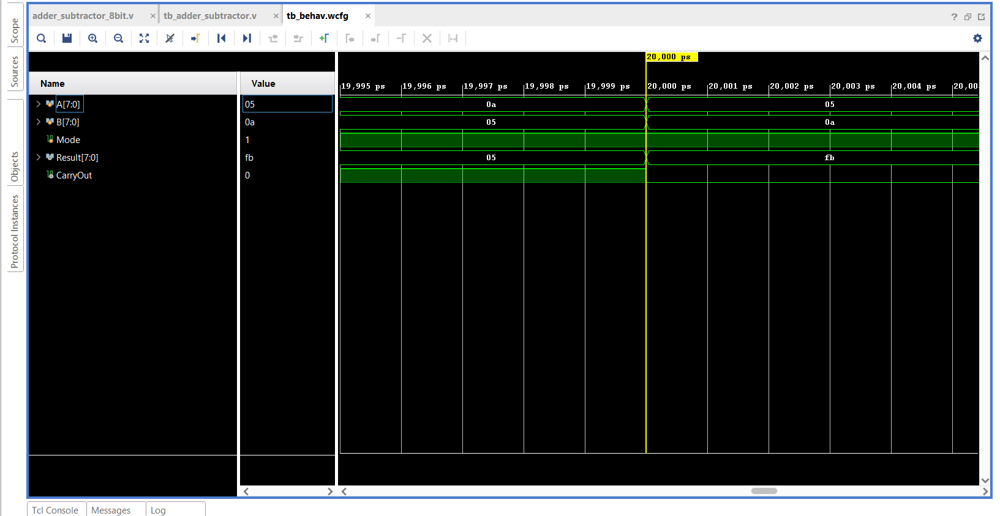 adder_subtractor_8bit.v × tb_adder_subtractor.v × tb_behav.wcfg ×
?
Scope
Sources
Objects
Protocol Instances
20,000 ps
Name Value
19,995 ps 19,996 ps 19,997 ps 19,998 ps 19,999 ps 20,000 ps 20,001 ps 20,002 ps 20,003 ps 20,004 ps
A[7:0] 05 0a 05
B[7:0] 0a 05 0a
Mode 1
Result[7:0] fb 05 fb
CarryOut 0
Tcl Console Messages Log